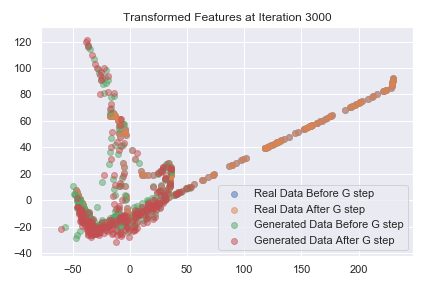 Transformed Features at Iteration 3000
120
100
80
60
40
20
0
−20
−40
−50 0 50 100 150 200
Real Data Before G step
Real Data After G step
Generated Data Before G step
Generated Data After G step